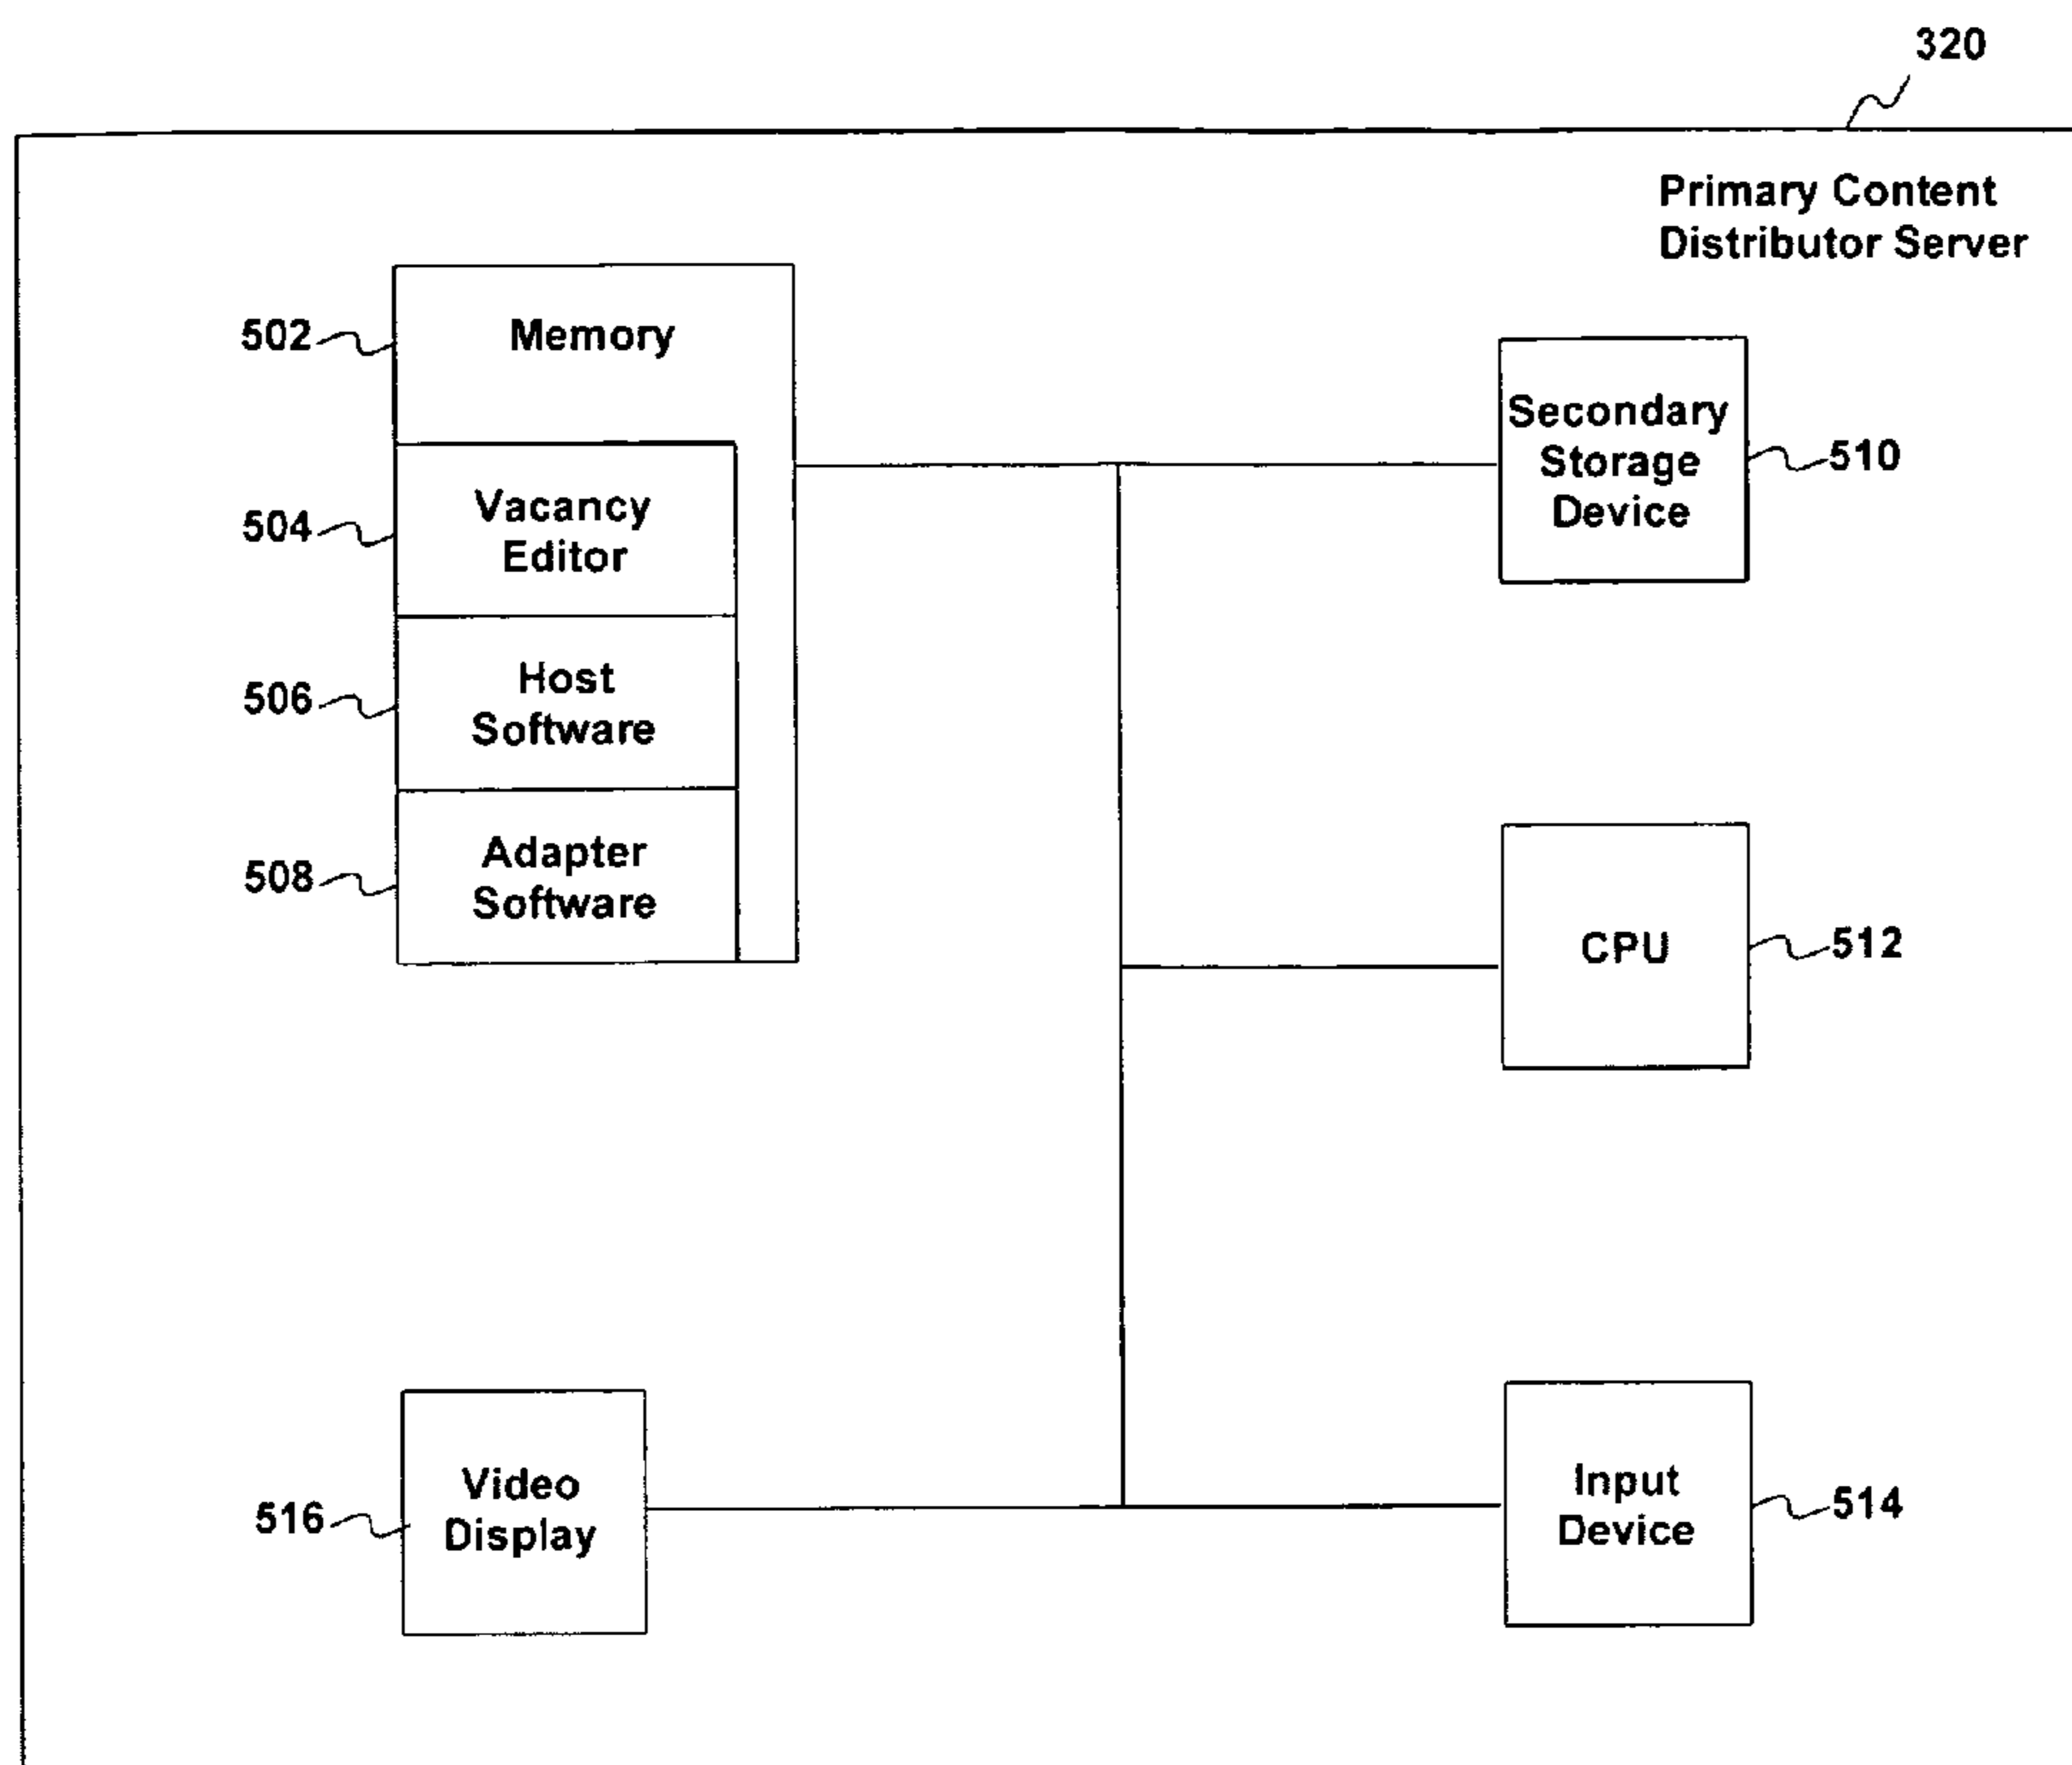 320
Primary Content
Distributor Server
502
Memory
504
Vacancy
Editor
506
Host
Software
508
Adapter
Software
Secondary
Storage
Device
510
CPU
512
516
Video
Display
Input
Device
514